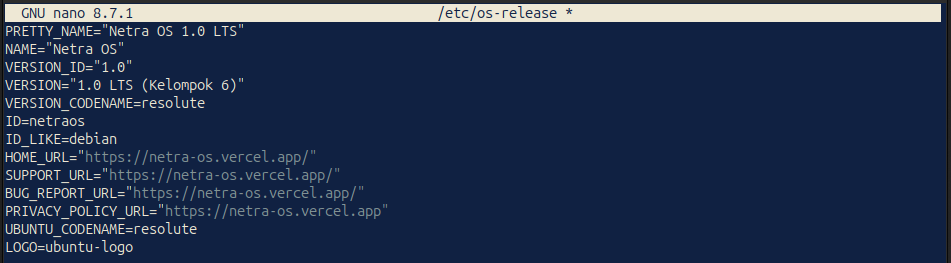 GNU nano 8.7.1 /etc/os-release *
PRETTY_NAME="Netra OS 1.0 LTS"
NAME="Netra OS"
VERSION_ID="1.0"
VERSION="1.0 LTS (Kelompok 6)"
VERSION_CODENAME=resolute
ID=netraos
ID_LIKE=debian
HOME_URL="https://netra-os.vercel.app/"
SUPPORT_URL="https://netra-os.vercel.app/"
BUG_REPORT_URL="https://netra-os.vercel.app/"
PRIVACY_POLICY_URL="https://netra-os.vercel.app"
UBUNTU_CODENAME=resolute
LOGO=ubuntu-logo